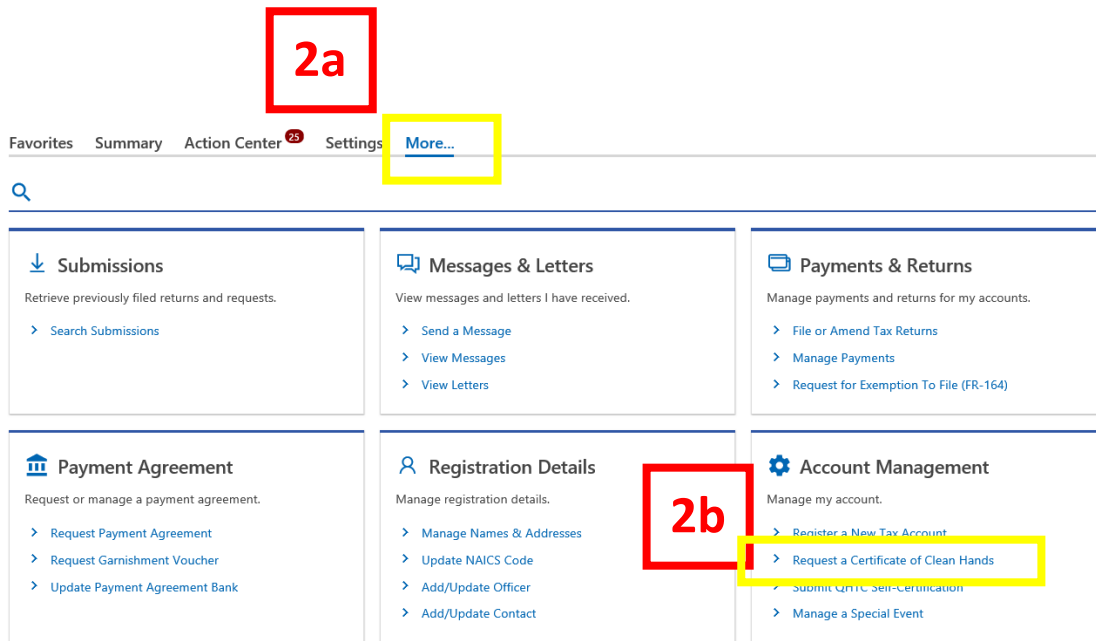 2a
Favorites Summary Action Center 25 Settings More...
Submissions
Retrieve previously filed returns and requests.
Search Submissions
Messages & Letters
View messages and letters I have received.
Send a Message
View Messages
View Letters
Payments & Returns
Manage payments and returns for my accounts.
File or Amend Tax Returns
Manage Payments
Request for Exemption To File (FR-164)
Payment Agreement
Request or manage a payment agreement.
Request Payment Agreement
Request Garnishment Voucher
Update Payment Agreement Bank
Registration Details
Manage registration details.
Manage Names & Addresses
Update NAICS Code
Add/Update Officer
Add/Update Contact
2b
Account Management
Manage my account.
Register a New Tax Account
Request a Certificate of Clean Hands
Submit QHTC Self-Certification
Manage a Special Event